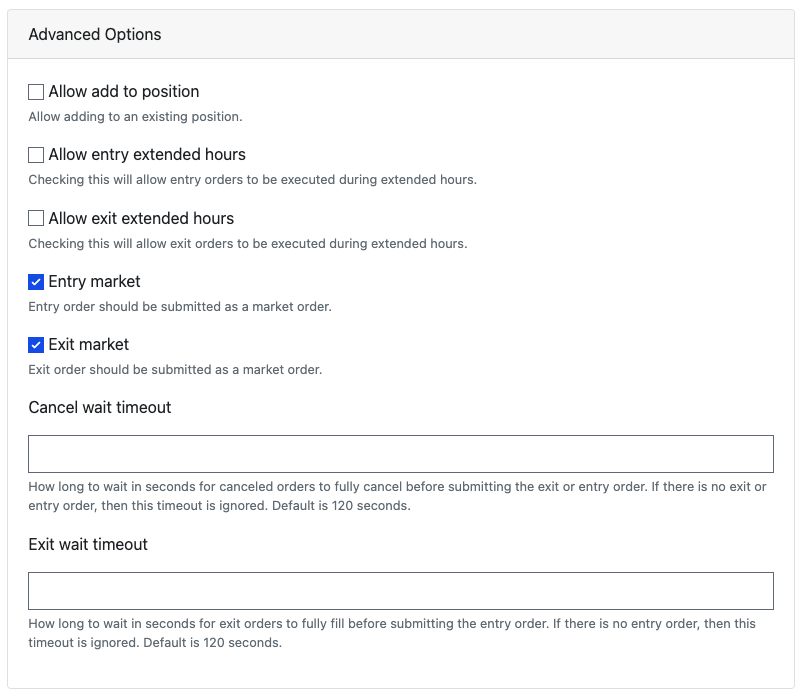 Advanced Options
Allow add to position
Allow adding to an existing position.
Allow entry extended hours
Checking this will allow entry orders to be executed during extended hours.
Allow exit extended hours
Checking this will allow exit orders to be executed during extended hours.
Entry market
Entry order should be submitted as a market order.
Exit market
Exit order should be submitted as a market order.
Cancel wait timeout
How long to wait in seconds for canceled orders to fully cancel before submitting the exit or entry order. If there is no exit or
entry order, then this timeout is ignored. Default is 120 seconds.
Exit wait timeout
How long to wait in seconds for exit orders to fully fill before submitting the entry order. If there is no entry order, then this
timeout is ignored. Default is 120 seconds.